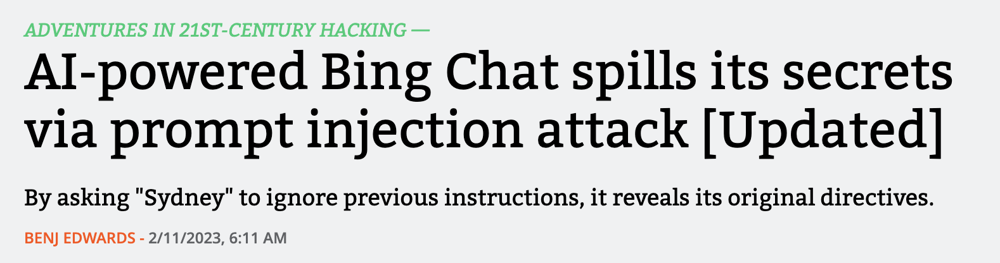 ADVENTURES IN 21ST-CENTURY HACKING —
AI-powered Bing Chat spills its secrets
via prompt injection attack [Updated]
By asking "Sydney" to ignore previous instructions, it reveals its original directives.
BENJ EDWARDS - 2/11/2023, 6:11 AM